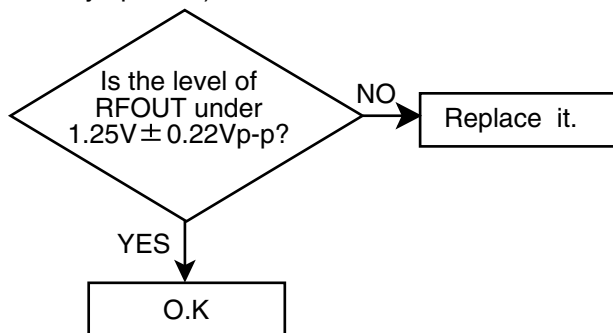 Is the level of
RFOUT under
1.25V±0.22Vp-p?
NO
Replace it.
YES
O.K